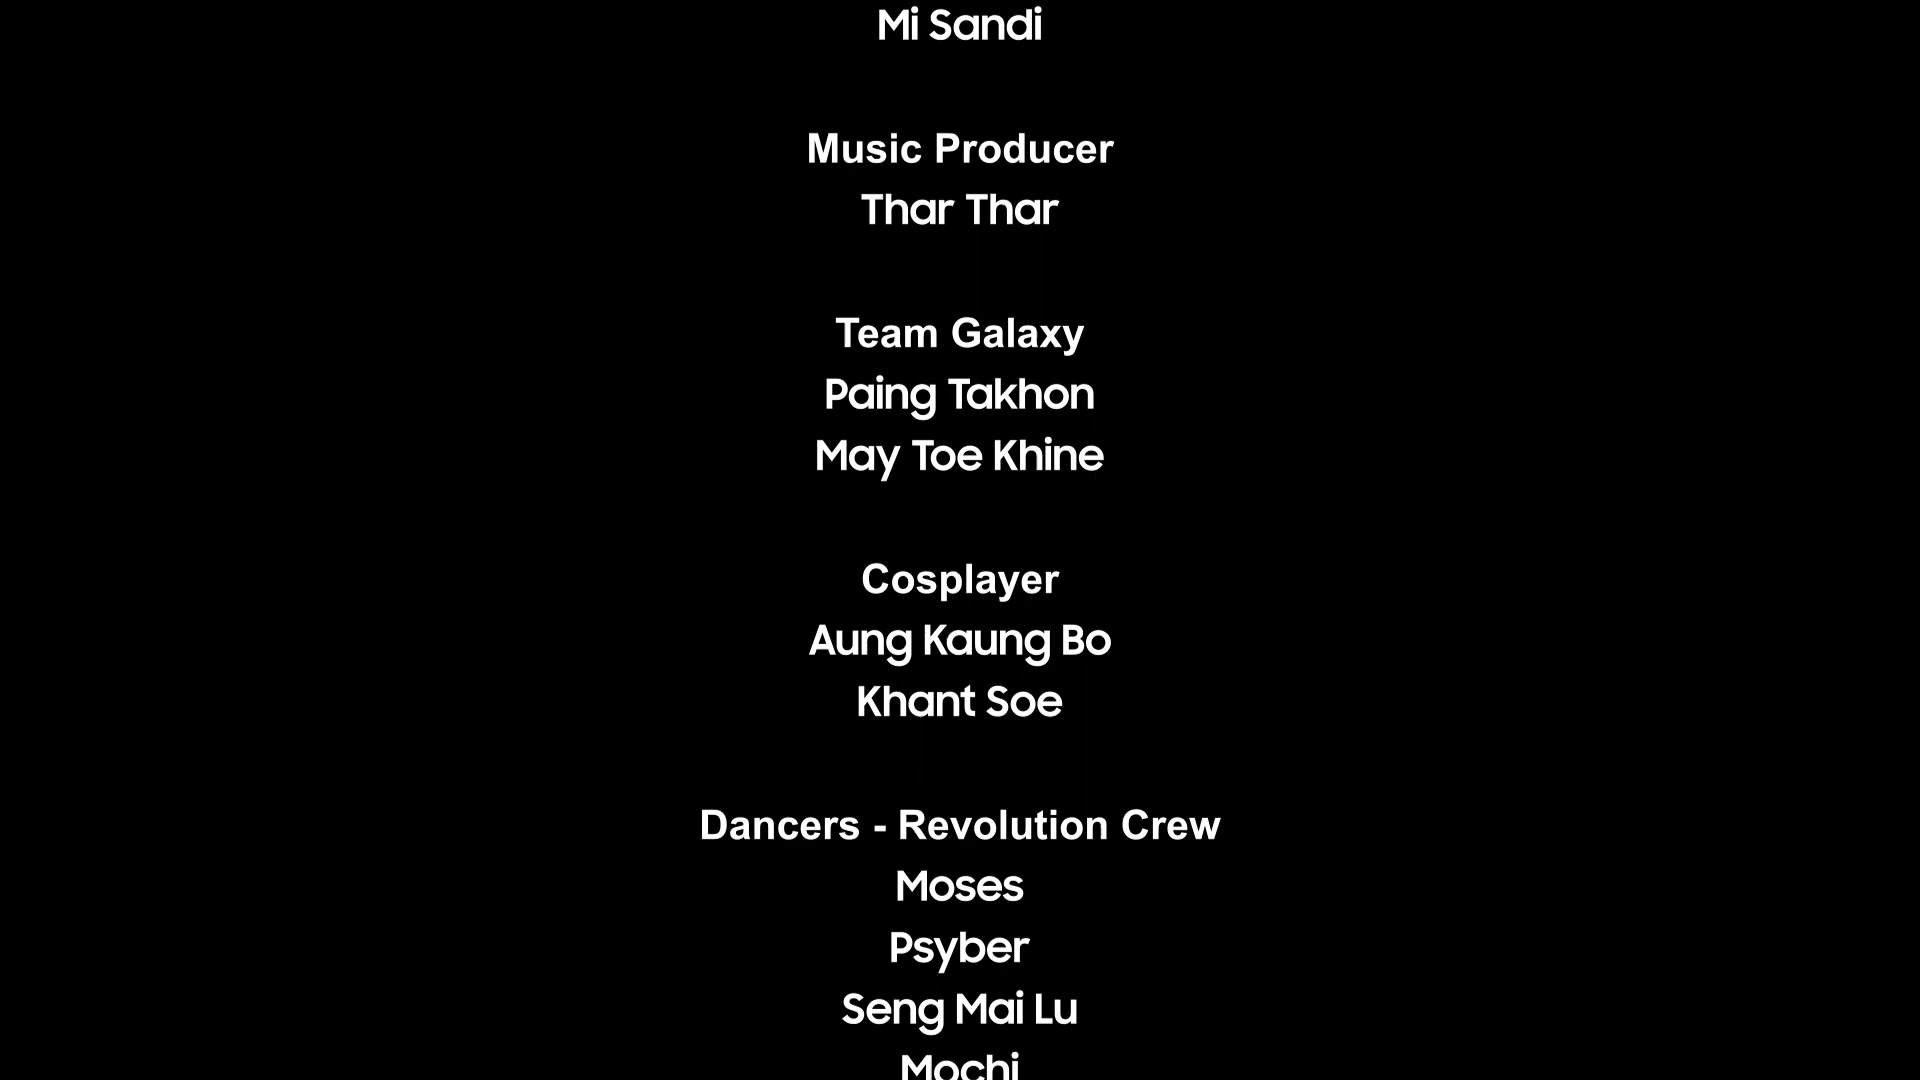 Mi Sandi
Music Producer
Thar Thar
Team Galaxy
Paing Takhon
May Toe Khine
Cosplayer
Aung Kaung Bo
Khant Soe
Dancers - Revolution Crew
Moses
Psyber
Seng Mai Lu
Mochi